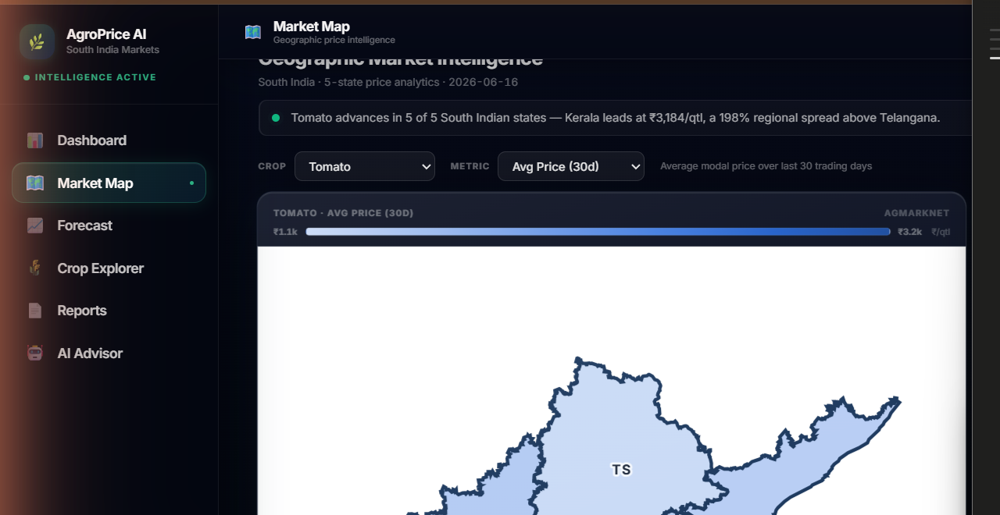 AgroPrice AI
South India Markets
INTELLIGENCE ACTIVE
Dashboard
Market Map
Forecast
Crop Explorer
Reports
AI Advisor
Market Map
Geographic price intelligence
Geographic Market Intelligence
South India · 5-state price analytics · 2026-06-16
Tomato advances in 5 of 5 South Indian states — Kerala leads at ₹3,184/qtl, a 198% regional spread above Telangana.
CROP Tomato METRIC Avg Price (30d) Average modal price over last 30 trading days
TOMATO · AVG PRICE (30D) AGMARKNET
₹1.1k ₹3.2k ₹/qtl
TS